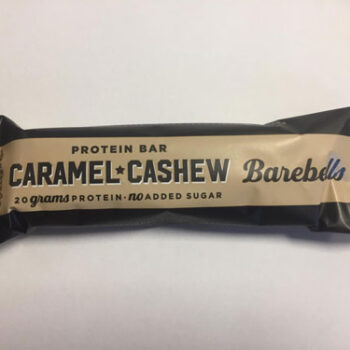 PROTEIN BAR
CARAMEL★CASHEW Barebells
20 grams PROTEIN · no ADDED SUGAR